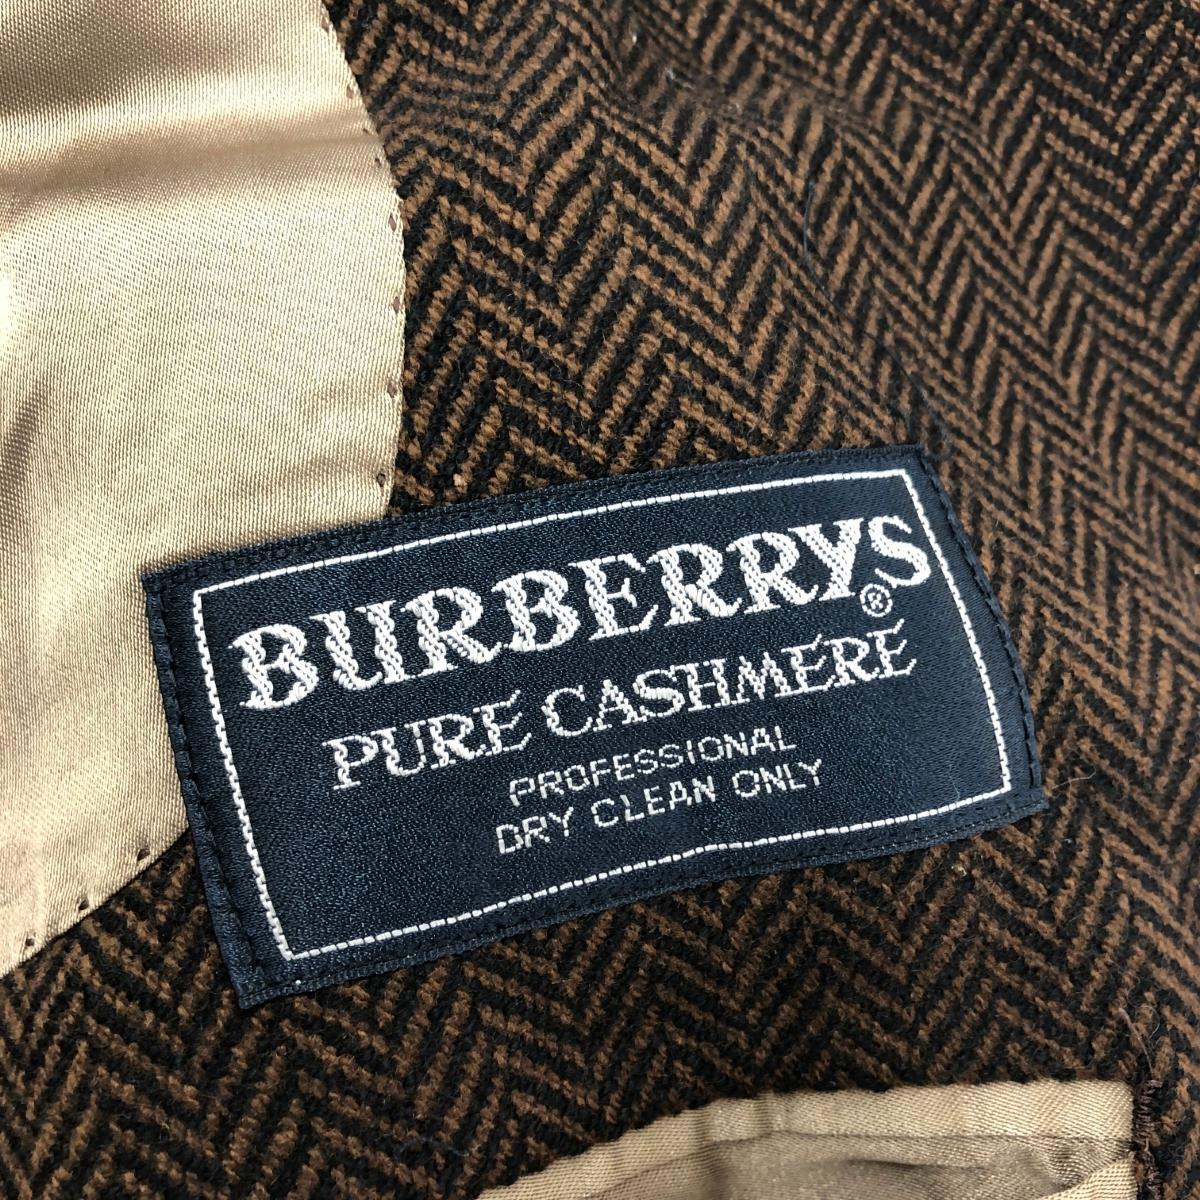 BURBERRYS®
PURE CASHMERE
PROFESSIONAL
DRY CLEAN ONLY